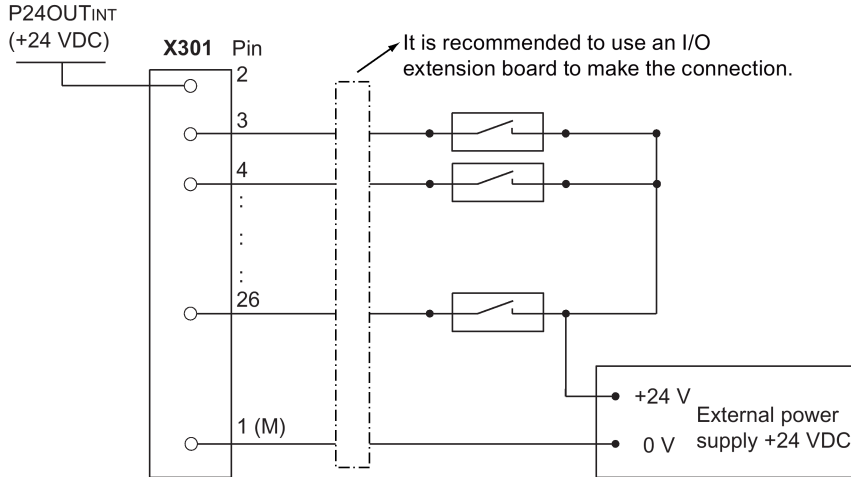 P24OUTINT
(+24 VDC)
X301 Pin
It is recommended to use an I/O
extension board to make the connection.
2
3
4
:
:
:
26
1 (M)
+24 V
0 V
External power
supply +24 VDC